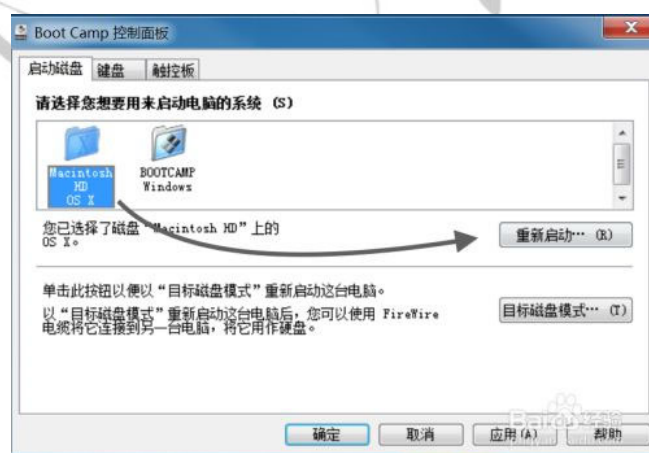 Boot Camp 控制面板
启动磁盘 键盘 触控板
请选择您想要用来启动电脑的系统 (S)
Macintosh HD OS X
BOOTCAMP Windows
您已选择了磁盘“Macintosh HD”上的
OS X。
重新启动… (R)
单击此按钮以便以“目标磁盘模式”重新启动这台电脑。
以“目标磁盘模式”重新启动这台电脑后，您可以使用 FireWire
电缆将它连接到另一台电脑，将它用作硬盘。
目标磁盘模式… (T)
确定 取消 应用(A) 帮助
Baidu 经验